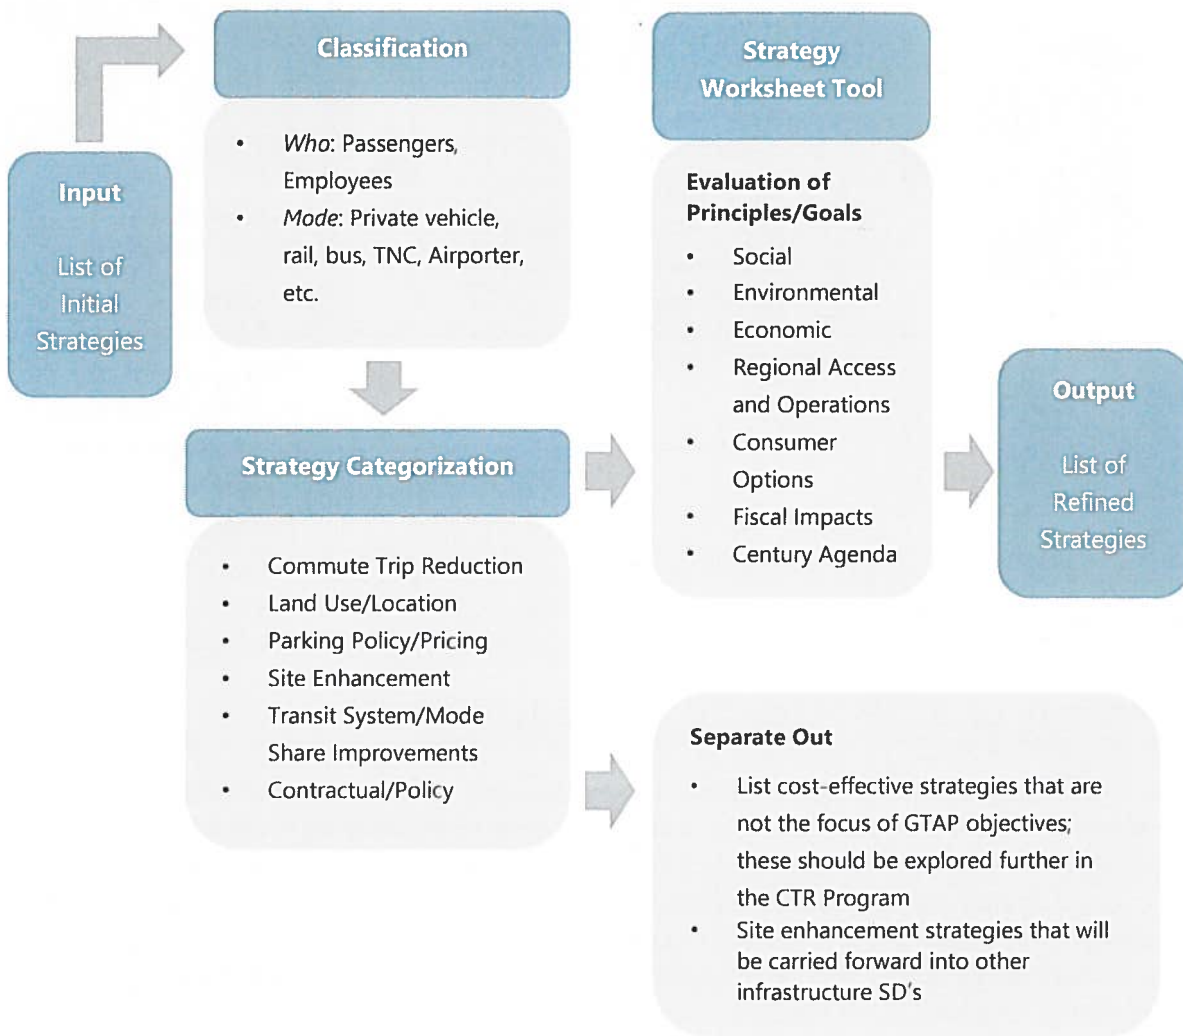 Input
List of
Initial
Strategies
Classification
• Who: Passengers,
Employees
• Mode: Private vehicle,
rail, bus, TNC, Airporter,
etc.
Strategy Categorization
• Commute Trip Reduction
• Land Use/Location
• Parking Policy/Pricing
• Site Enhancement
• Transit System/Mode
Share Improvements
• Contractual/Policy
Strategy
Worksheet Tool
Evaluation of
Principles/Goals
• Social
• Environmental
• Economic
• Regional Access
and Operations
• Consumer
Options
• Fiscal Impacts
• Century Agenda
Output
List of
Refined
Strategies
Separate Out
• List cost-effective strategies that are
not the focus of GTAP objectives;
these should be explored further in
the CTR Program
• Site enhancement strategies that will
be carried forward into other
infrastructure SD's